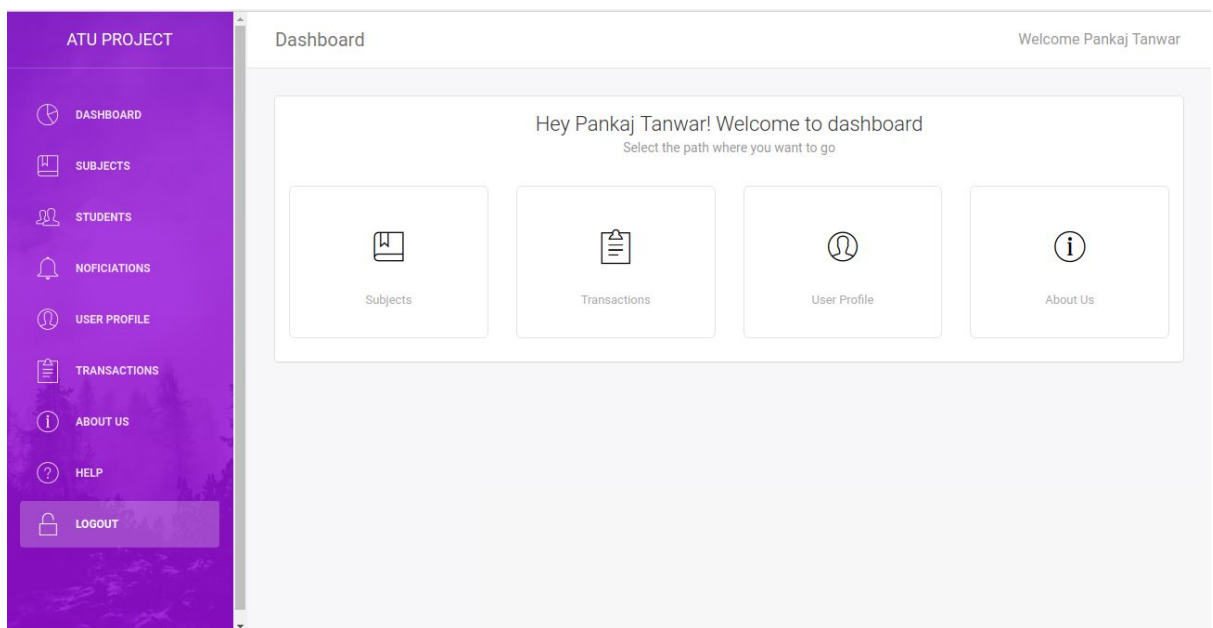 ATU PROJECT
DASHBOARD
SUBJECTS
STUDENTS
NOFICIATIONS
USER PROFILE
TRANSACTIONS
ABOUT US
HELP
LOGOUT
Dashboard
Welcome Pankaj Tanwar
Hey Pankaj Tanwar! Welcome to dashboard
Select the path where you want to go
Subjects
Transactions
User Profile
About Us